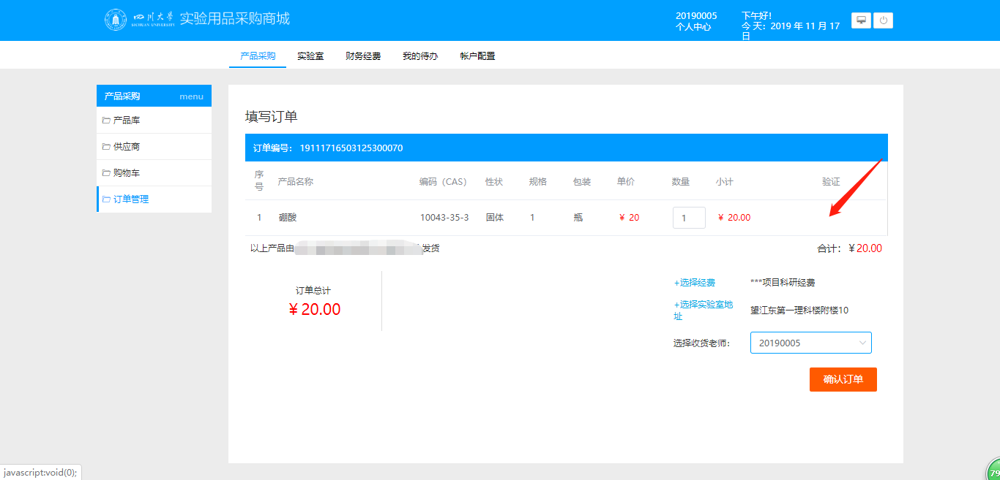 四川大学
SICHUAN UNIVERSITY
实验用品采购商城
20190005
个人中心
下午好!
今 天: 2019 年 11 月 17
日
产品采购 实验室 财务经费 我的待办 帐户配置
产品采购 menu
产品库
供应商
购物车
订单管理
填写订单
订单编号: 19111716503125300070
序号 产品名称 编码(CAS) 性状 规格 包装 单价 数量 小计 验证
1 硼酸 10043-35-3 固体 1 瓶 ¥ 20 1 ¥ 20.00
以上产品由 发货 合计: ¥20.00
订单总计
¥ 20.00
+选择经费 ***项目科研经费
+选择实验室地
址
望江东第一理科楼附楼10
选择收货老师: 20190005
确认订单
javascript:void(0);
79